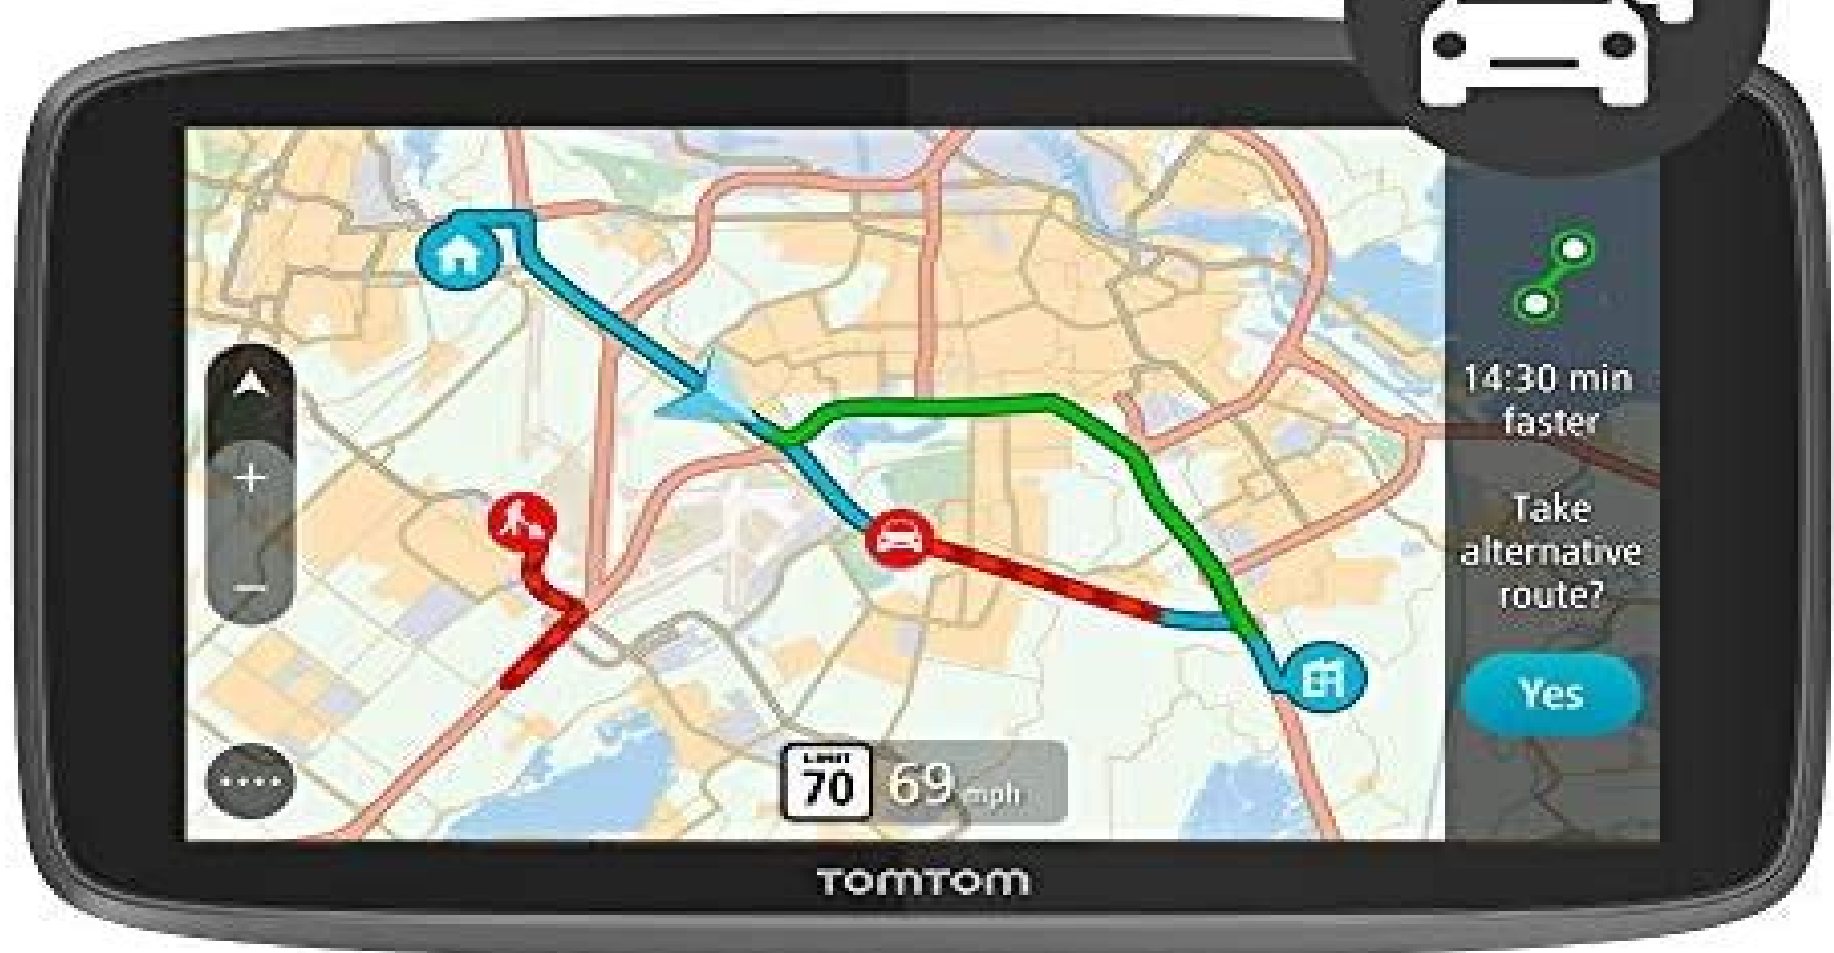 14:30 min
faster
Take
alternative
route?
Yes
+
−
LIMIT
70
69 mph
TOMTOM